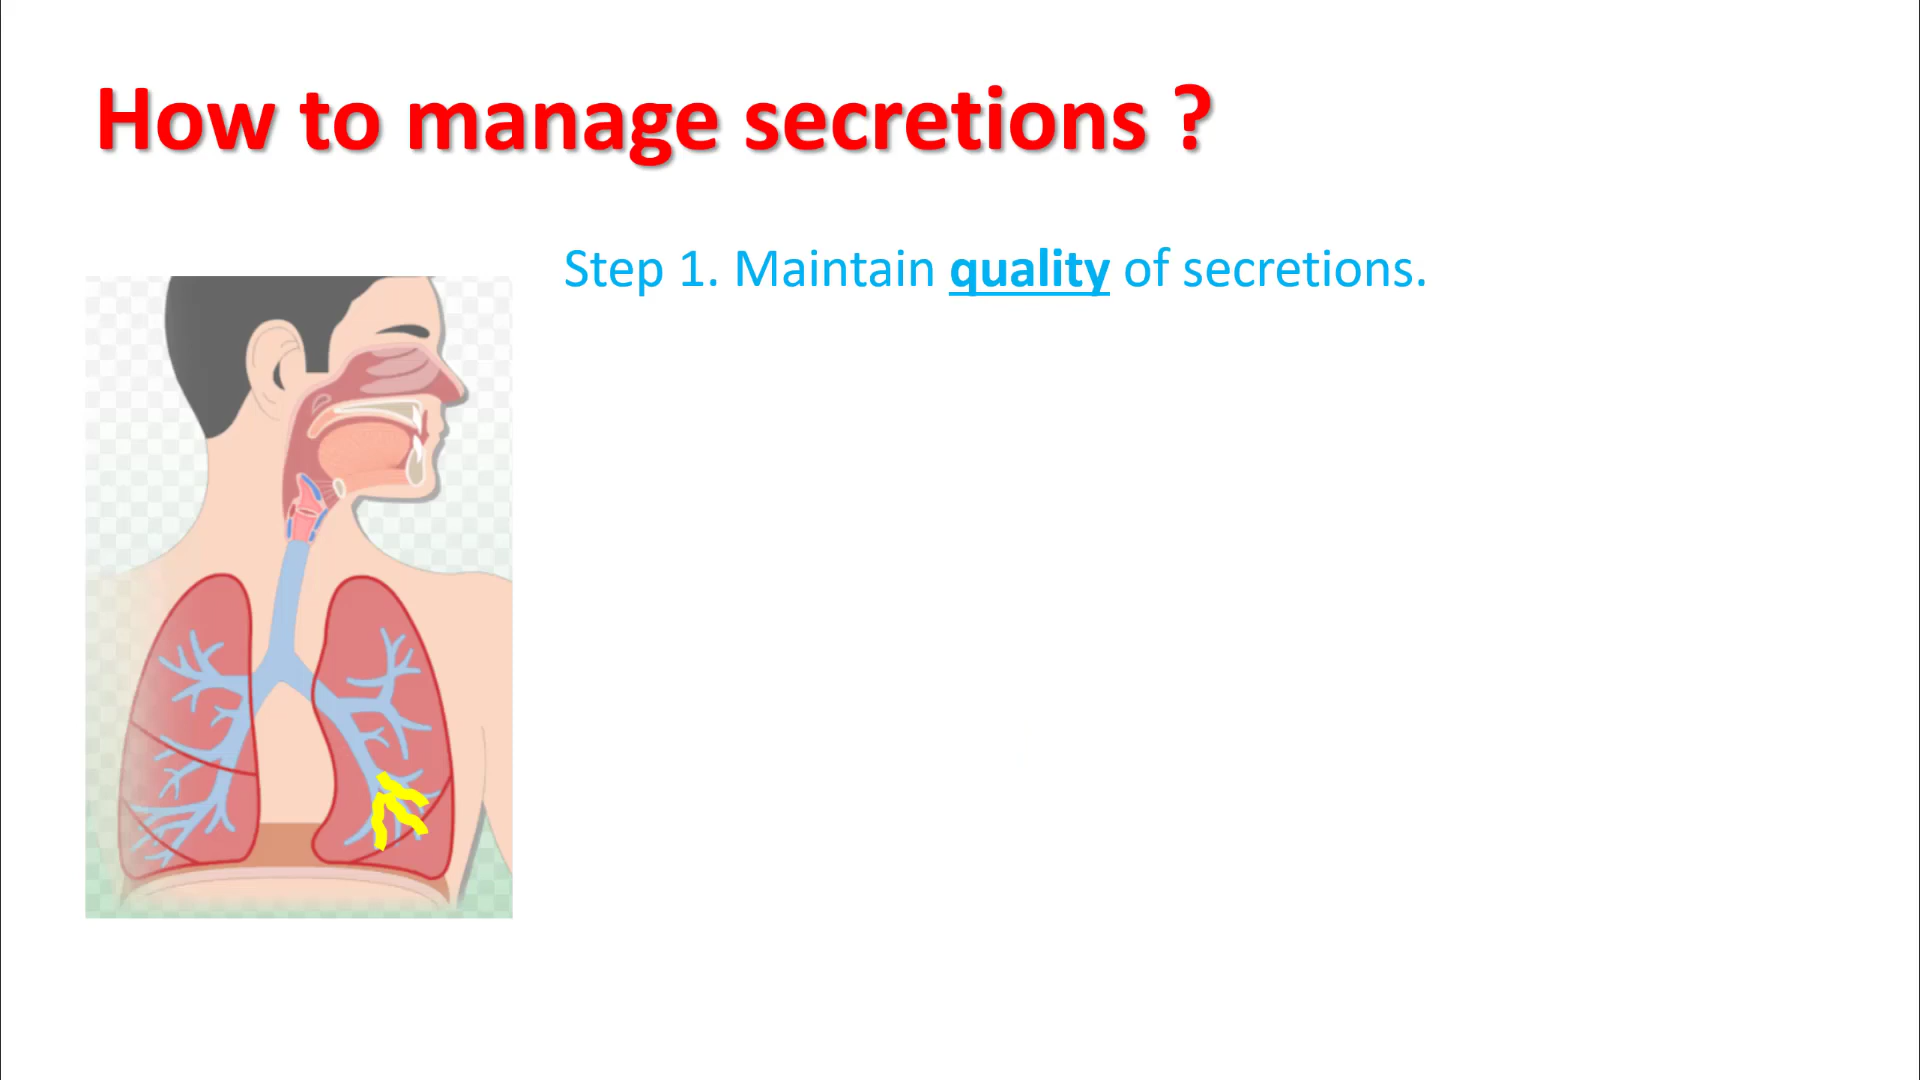 How to manage secretions ?
Step 1. Maintain quality of secretions.